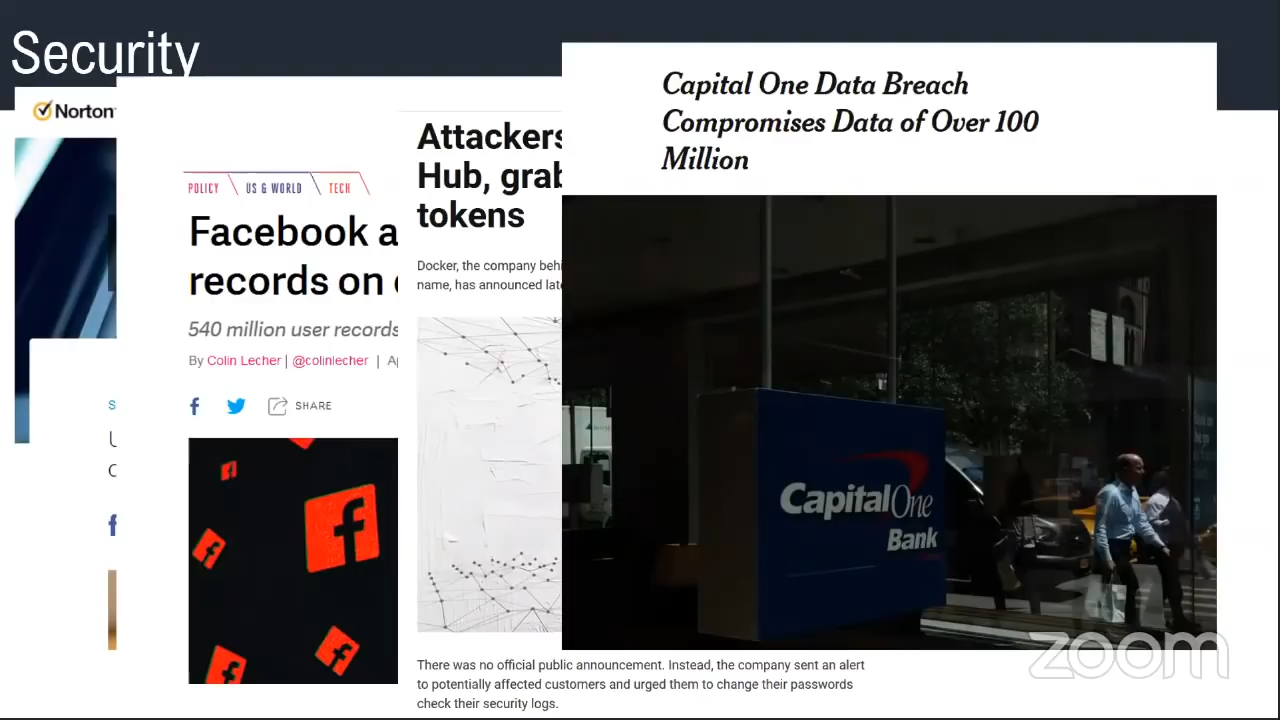 Security
Norton
S
U
c
POLICY
US & WORLD
TECH
Facebook a
records on
540 million user records
By Colin Lecher | @colinlecher | Ap
SHARE
Attackers
Hub, grab
tokens
Docker, the company behi
name, has announced late
There was no official public announcement. Instead, the company sent an alert
to potentially affected customers and urged them to change their passwords
check their security logs.
Capital One Data Breach
Compromises Data of Over 100
Million
CapitalOne
Bank
zoom